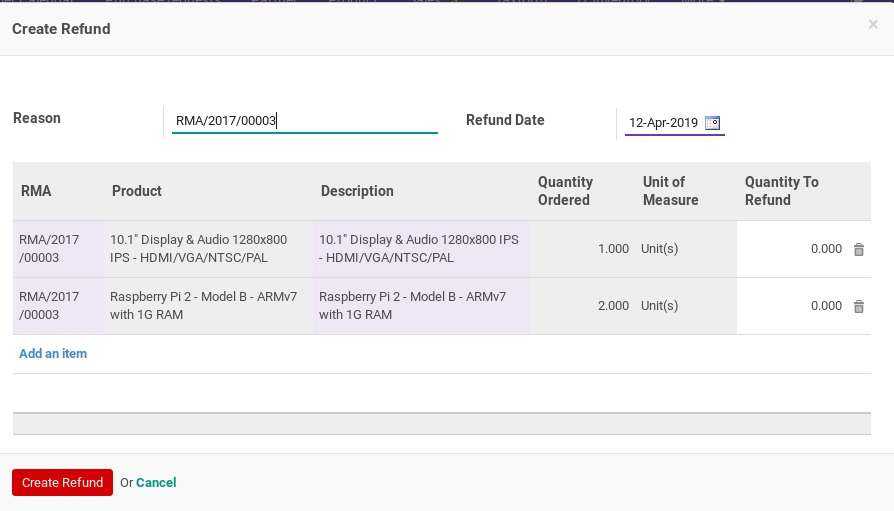 Create Refund
×
Reason
RMA/2017/00003
Refund Date
12-Apr-2019
RMA
Product
Description
Quantity Ordered
Unit of Measure
Quantity To Refund
RMA/2017
/00003
10.1" Display & Audio 1280x800
IPS - HDMI/VGA/NTSC/PAL
10.1" Display & Audio 1280x800 IPS
- HDMI/VGA/NTSC/PAL
1.000
Unit(s)
0.000
RMA/2017
/00003
Raspberry Pi 2 - Model B - ARMv7
with 1G RAM
Raspberry Pi 2 - Model B - ARMv7
with 1G RAM
2.000
Unit(s)
0.000
Add an item
Create Refund Or Cancel